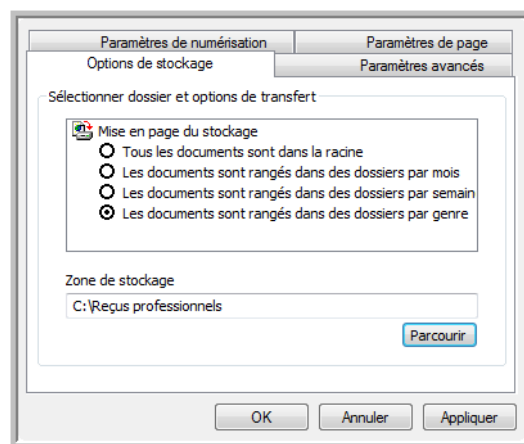 Paramètres de numérisation
Paramètres de page
Options de stockage
Paramètres avancés
Sélectionner dossier et options de transfert
Mise en page du stockage
Tous les documents sont dans la racine
Les documents sont rangés dans des dossiers par mois
Les documents sont rangés dans des dossiers par semain
Les documents sont rangés dans des dossiers par genre
Zone de stockage
C:\Reçus professionnels
Parcourir
OK
Annuler
Appliquer